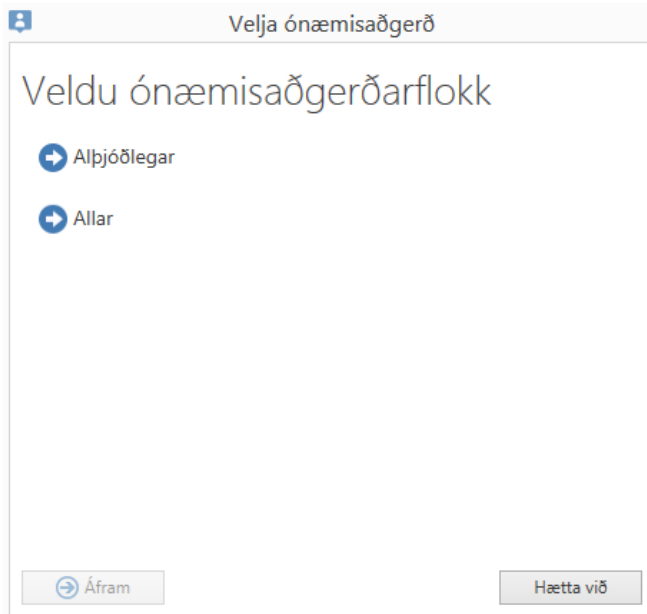 Velja ónæmisaðgerð
Veldu ónæmisaðgerðarflokk
Alþjóðlegar
Allar
Áfram
Hætta við